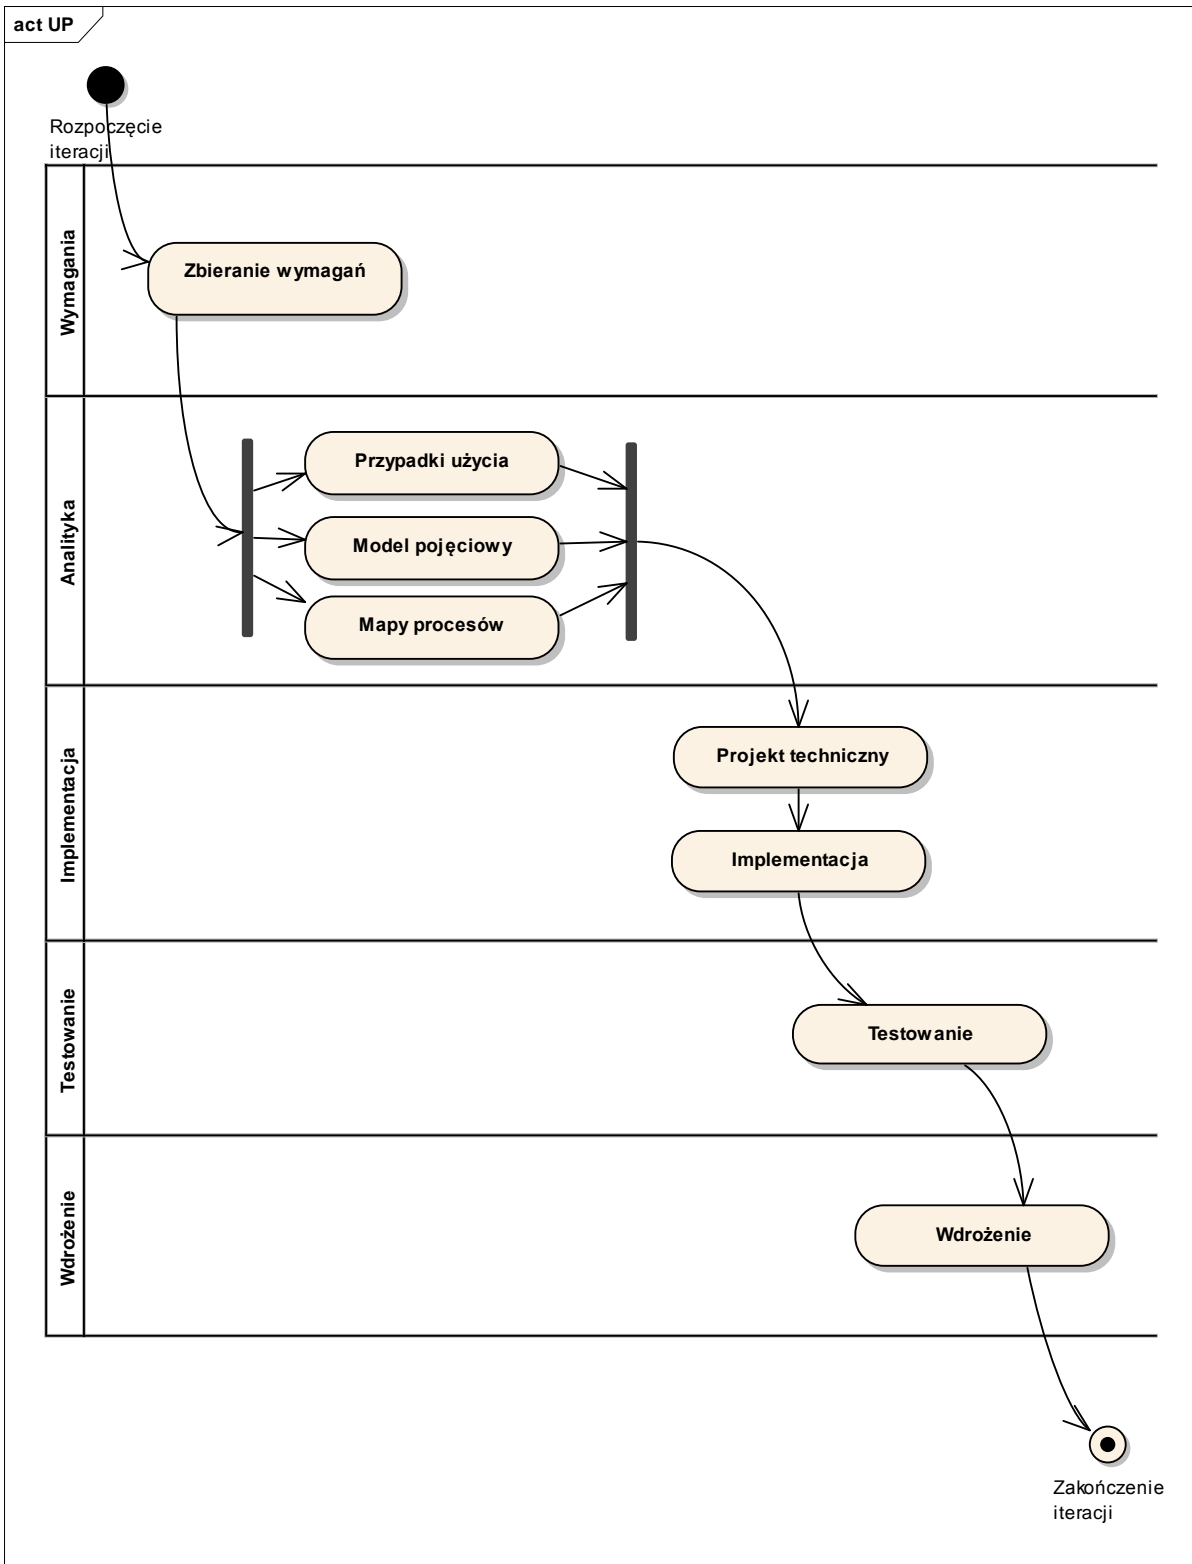 act UP
Rozpoczęcie
iteracji
Wymagania
Zbieranie wymagań
Analityka
Przypadki użycia
Model pojęciowy
Mapy procesów
Implementacja
Projekt techniczny
Implementacja
Testowanie
Testowanie
Wdrożenie
Wdrożenie
Zakończenie
iteracji